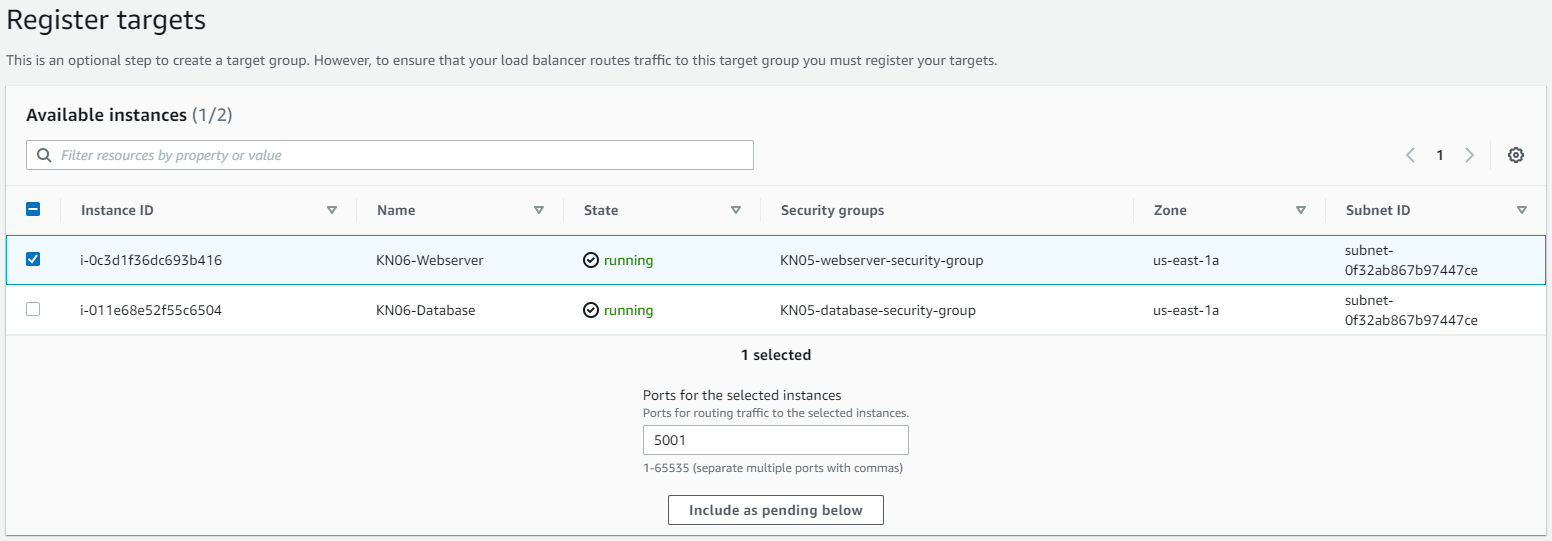 Register targets
This is an optional step to create a target group. However, to ensure that your load balancer routes traffic to this target group you must register your targets.
Available instances (1/2)
Filter resources by property or value
1
Instance ID Name State Security groups Zone Subnet ID
i-0c3d1f36dc693b416 KN06-Webserver running KN05-webserver-security-group us-east-1a subnet-
0f32ab867b97447ce
i-011e68e52f55c6504 KN06-Database running KN05-database-security-group us-east-1a subnet-
0f32ab867b97447ce
1 selected
Ports for the selected instances
Ports for routing traffic to the selected instances.
5001
1-65535 (separate multiple ports with commas)
Include as pending below